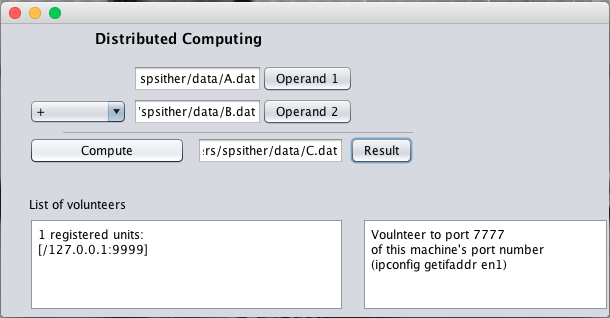 Distributed Computing
spsither/data/A.dat Operand 1
+ 'spsither/data/B.dat Operand 2
Compute ers/spsither/data/C.dat Result
List of volunteers
1 registered units:
[/127.0.0.1:9999]
Voulnteer to port 7777
of this machine's port number
(ipconfig getifaddr en1)